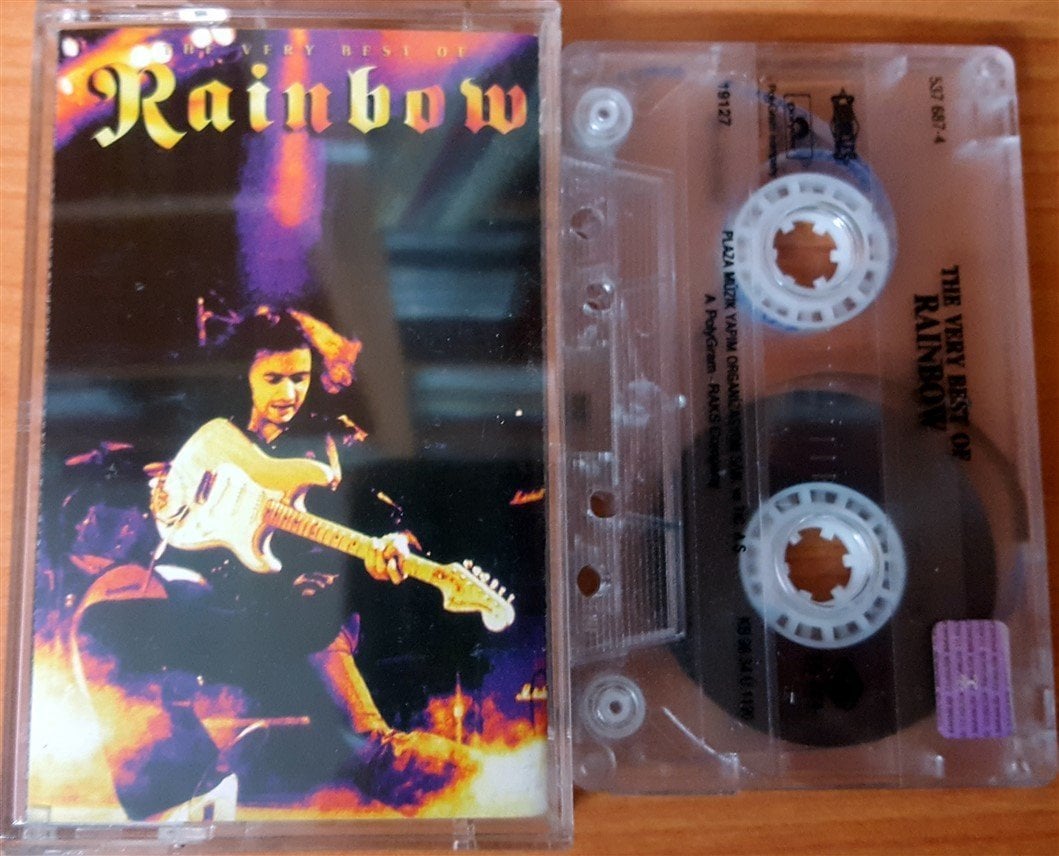 THE VERY BEST OF
Rainbow
537 687-4
THE VERY BEST OF
RAINBOW
19127
PLAZA MÜZİK YAPIM ORGANİZASYON SAN. ve TİC. A.Ş.
A PolyGram - RAKS Company